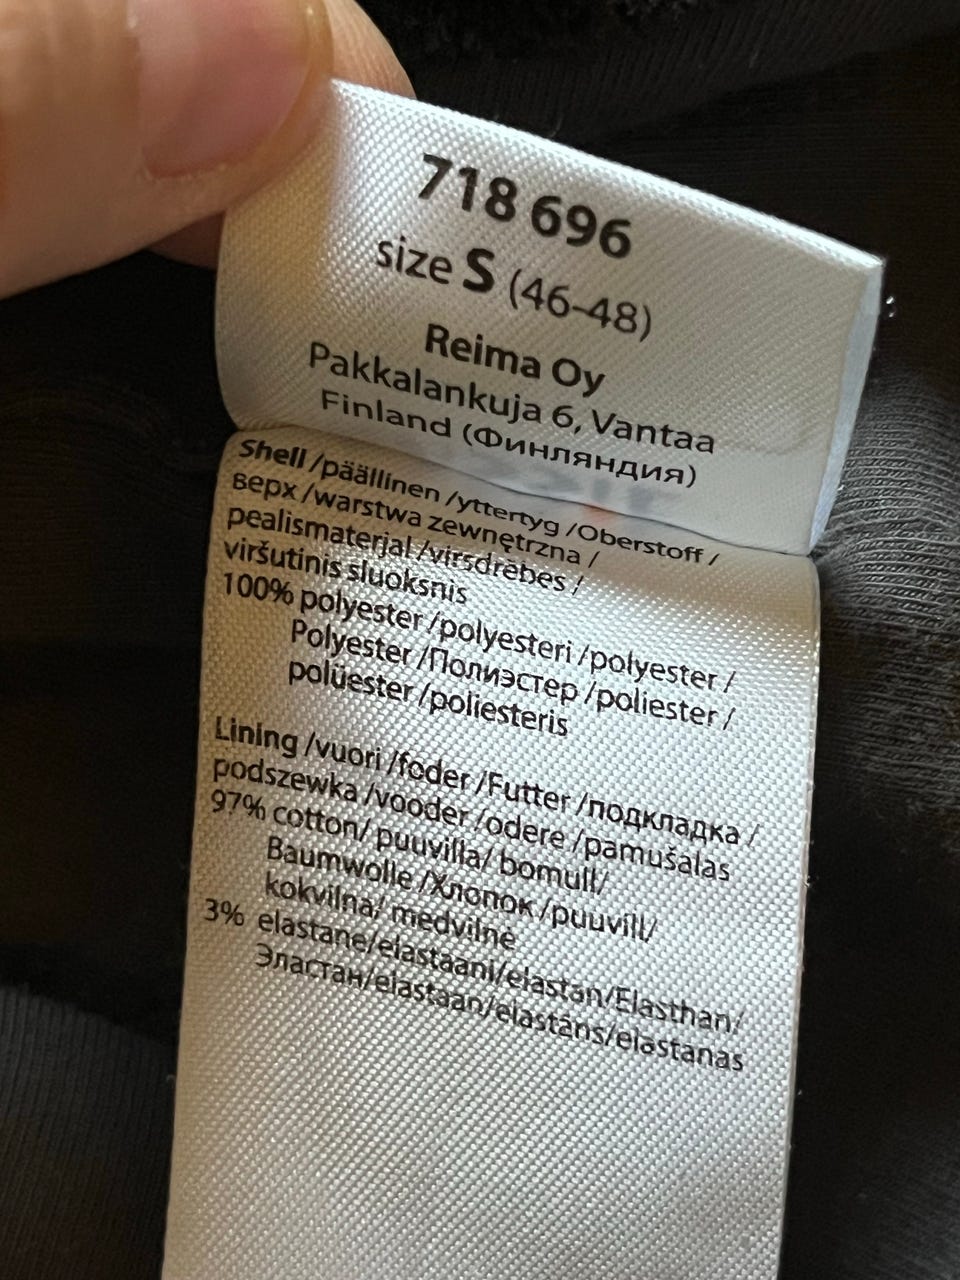 718 696
size S (46-48)
Reima Oy
Pakkalankuja 6, Vantaa
Finland (Финляндия)
Shell /päällinen /yttertyg /Oberstoff /
верх /warstwa zewnętrzna /
pealismaterjal /virsdrēbes /
viršutinis sluoksnis
100% polyester /polyesteri /polyester /
Polyester /Полиэстер /poliester /
polüester /poliesteris
Lining /vuori /foder /Futter /подкладка /
podszewka /vooder /odere /pamušalas
97% cotton/ puuvilla/ bomull/
Baumwolle /Хлопок /puuvill/
kokvilna/ medvilnė
3% elastane/elastaani/elastan/Elasthan/
Эластан/elastaan/elastāns/elastanas